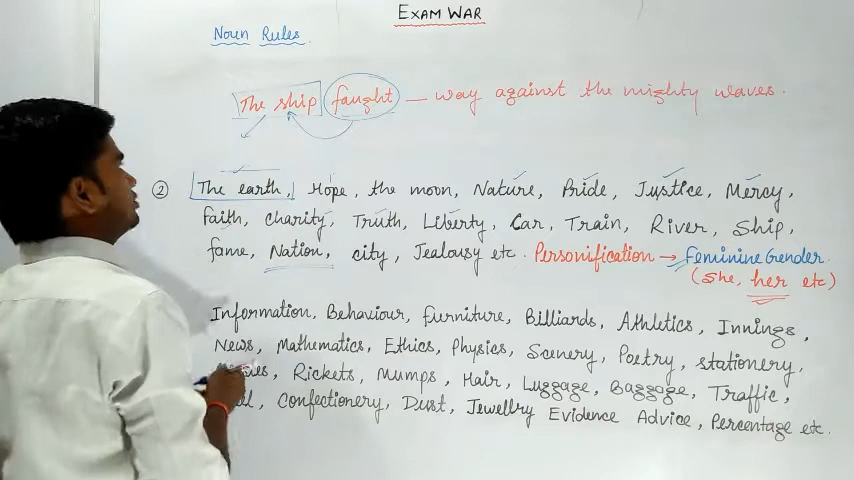 EXAM WAR
Noun Rules.
The ship faught — way against the mighty waves.
② The earth, Hope, the moon, Nature, Pride, Justice, Mercy,
faith, charity, Truth, Liberty, Car, Train, River, Ship,
fame, Nation, city, Jealousy etc. Personification → Feminine Gender.
(she, her etc)
Information, Behaviour, furniture, Billiards, Athletics, Innings,
News, Mathematics, Ethics, Physics, Scenery, Poetry, stationery,
Rickets, Mumps, Hair, Luggage, Baggage, Traffic,
Confectionery, Dust, Jewellry Evidence Advice, Percentage etc.